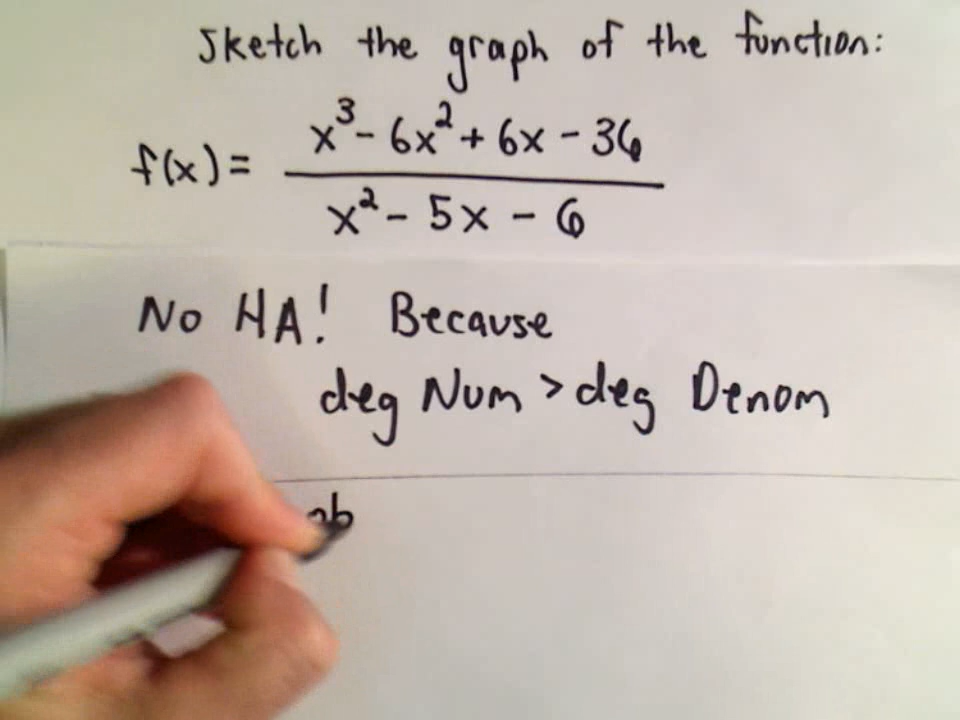 Sketch the graph of the function:
f(x) = x³ - 6x² + 6x - 36 / x² - 5x - 6
No HA! Because
deg Num > deg Denom